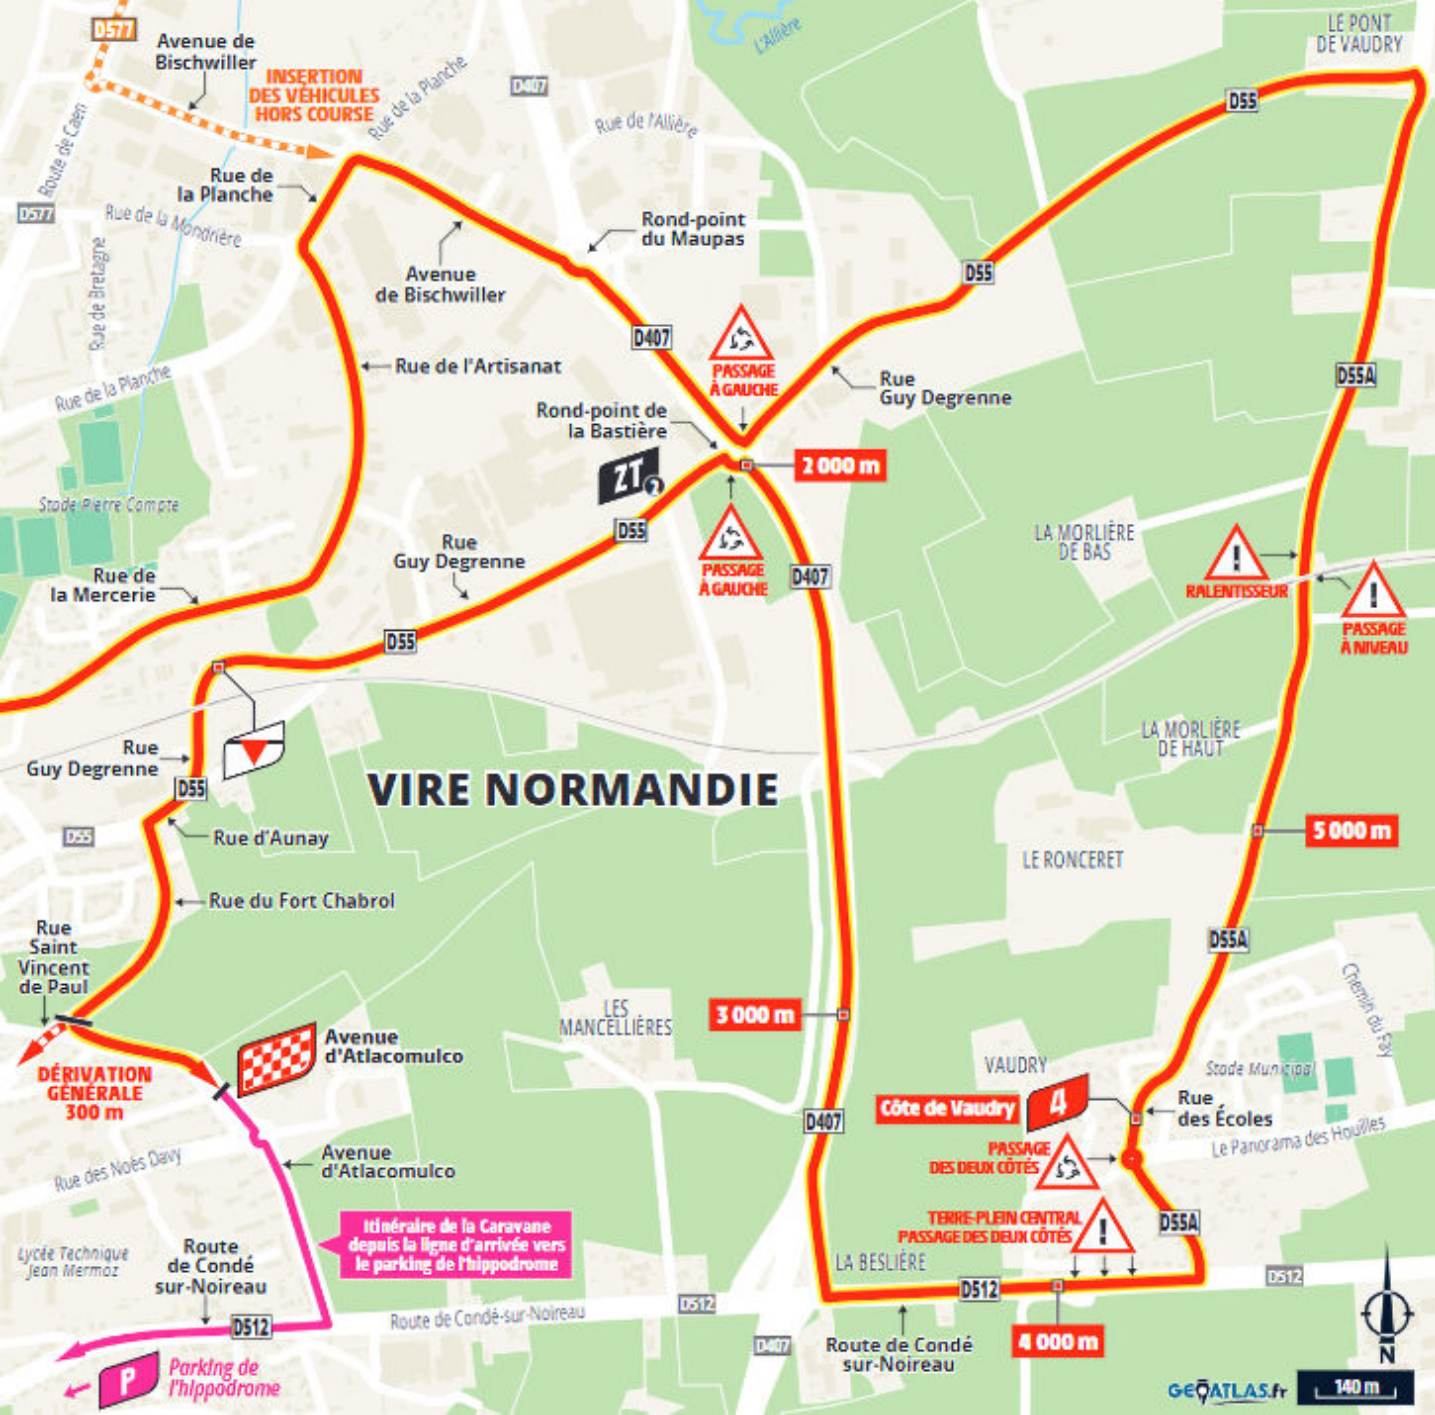 D577
Avenue de
Bischwiller
INSERTION
DES VÉHICULES
HORS COURSE
Rue de la Planche
D407
L'Allière
LE PONT
DE VAUDRY
Route de Caen
Rue de l'Allière
D55
Rue de
la Planche
D577
Rue de la Mondrière
Rue de Bretagne
Rond-point
du Maupas
Avenue
de Bischwiller
D55
D407
PASSAGE
À GAUCHE
Rue de l'Artisanat
Rue de la Planche
Rue
Guy Degrenne
D55A
Rond-point de
la Bastière
2 000 m
ZT
2
Stade Pierre Compte
D55
PASSAGE
À GAUCHE
D407
LA MORLIÈRE
DE BAS
!
RALENTISSEUR
!
PASSAGE
À NIVEAU
Rue
Guy Degrenne
Rue de
la Mercerie
D55
LA MORLIÈRE
DE HAUT
Rue
Guy Degrenne
D55
VIRE NORMANDIE
D55
Rue d'Aunay
5 000 m
LE RONCERET
Rue du Fort Chabrol
Rue
Saint
Vincent
de Paul
D55A
Chemin du Fay
LES
MANCELLIÈRES
3 000 m
Avenue
d'Atlacomulco
DÉRIVATION
GÉNÉRALE
300 m
VAUDRY
Stade Municipal
Côte de Vaudry
4
Rue
des Écoles
D407
Le Panorama des Houilles
PASSAGE
DES DEUX CÔTÉS
Avenue
d'Atlacomulco
Rue des Noës Davy
TERRE-PLEIN CENTRAL
PASSAGE DES DEUX CÔTÉS
!
D55A
Itinéraire de la Caravane
depuis la ligne d'arrivée vers
le parking de l'hippodrome
Lycée Technique
Jean Mermoz
Route
de Condé
sur-Noireau
LA BESLIÈRE
D512
D512
D512
D512
Route de Condé-sur-Noireau
D407
Route de Condé
sur-Noireau
4 000 m
P
Parking de
l'hippodrome
N
GEOATLAS.fr
140 m